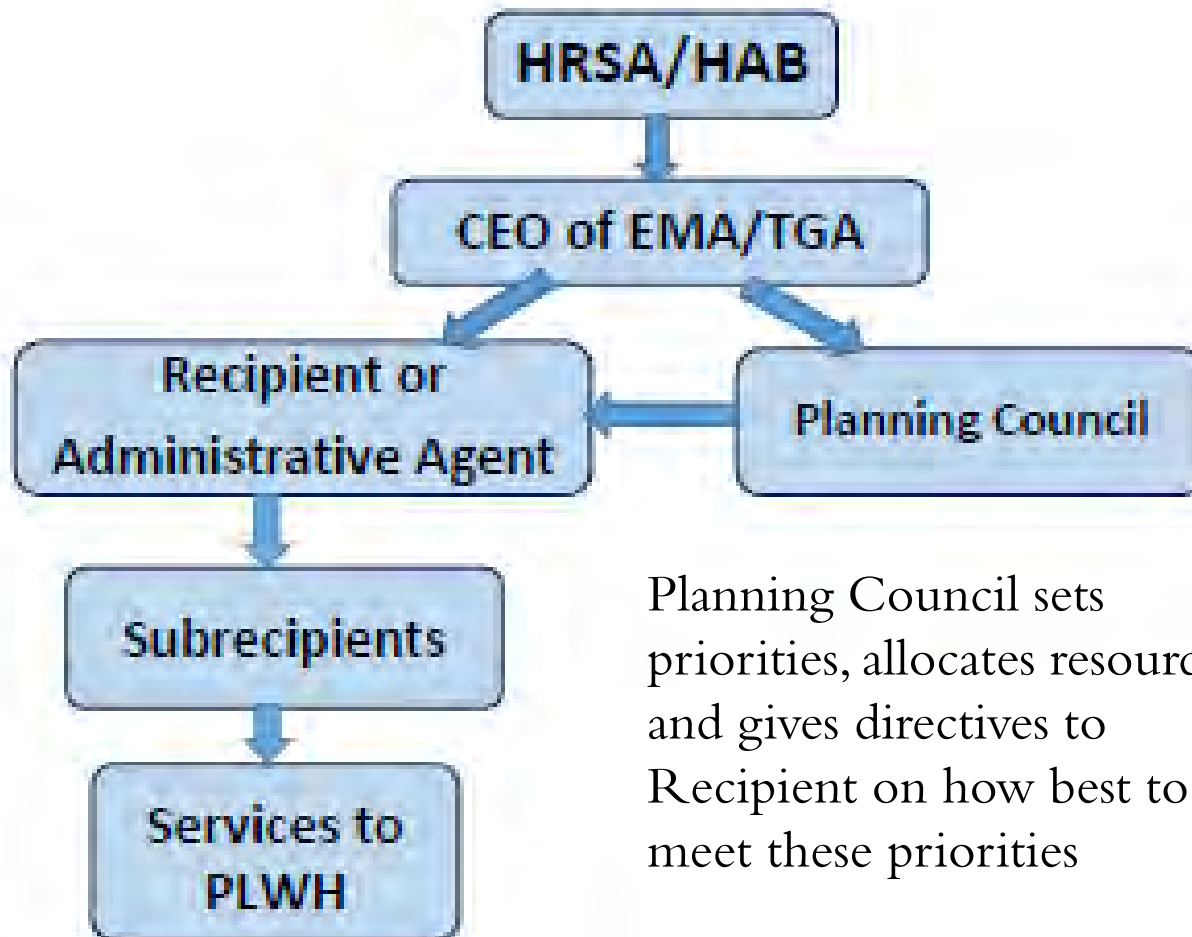 HRSA/HAB
CEO of EMA/TGA
Recipient or
Administrative Agent
Planning Council
Subrecipients
Services to
PLWH
Planning Council sets
priorities, allocates
and gives directives to
Recipient on how best to
meet these priorities